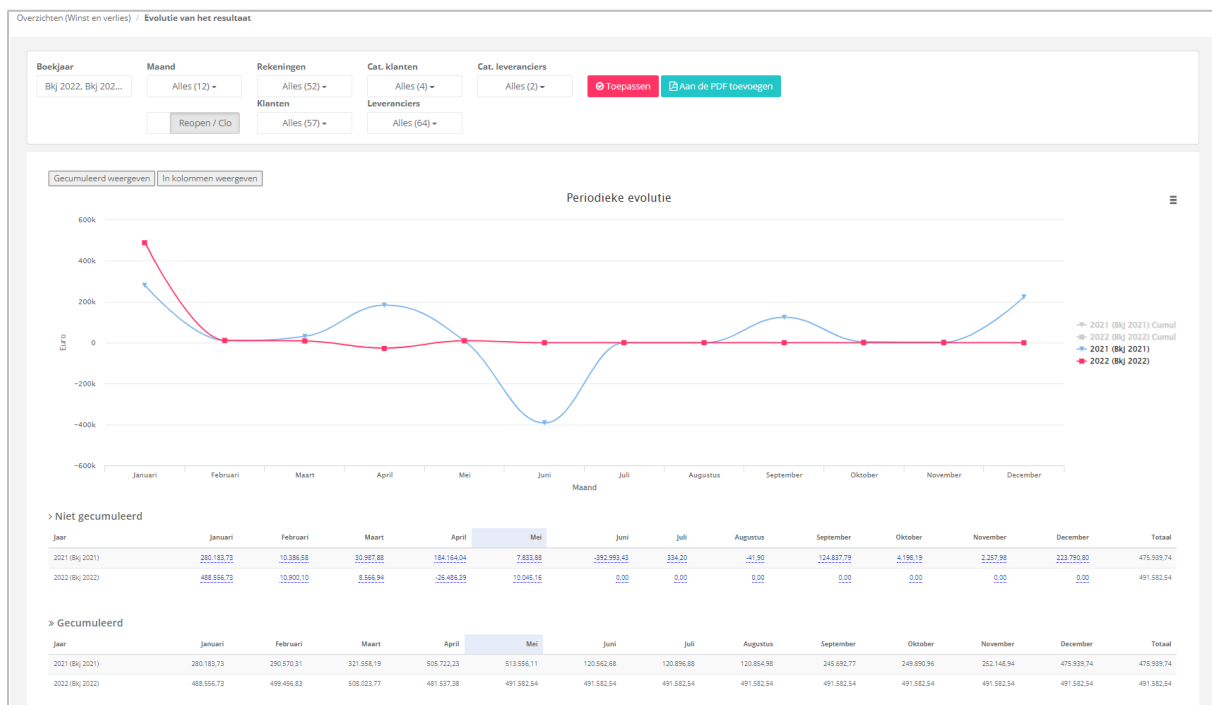 Overzichten (Winst en verlies) / Evolutie van het resultaat
Boekjaar Maand Rekeningen Cat. klanten Cat. leveranciers
Bkj 2022, Bkj 202... Alles (12) Alles (52) Alles (4) Alles (2) Toepassen Aan de PDF toevoegen
Klanten Leveranciers
Reopen / Clo Alles (57) Alles (64)
Gecumuleerd weergeven In kolommen weergeven
Periodieke evolutie
600k
400k
200k
0
−200k
−400k
−600k
Euro
2021 (Bkj 2021) Cumul
2022 (Bkj 2022) Cumul
2021 (Bkj 2021)
2022 (Bkj 2022)
Januari Februari Maart April Mei Juni Juli Augustus September Oktober November December
Maand
> Niet gecumuleerd
Jaar Januari Februari Maart April Mei Juni Juli Augustus September Oktober November December Totaal
2021 (Bkj 2021) 280.183,73 10.386,58 30.987,88 184.164,04 7.833,88 -392.993,43 334,20 -41,90 124.837,79 4.198,19 2.257,98 223.790,80 475.939,74
2022 (Bkj 2022) 488.556,73 10.900,10 8.566,94 -26.486,39 10.045,16 0,00 0,00 0,00 0,00 0,00 0,00 0,00 491.582,54
» Gecumuleerd
Jaar Januari Februari Maart April Mei Juni Juli Augustus September Oktober November December Totaal
2021 (Bkj 2021) 280.183,73 290.570,31 321.558,19 505.722,23 513.556,11 120.562,68 120.896,88 120.854,98 245.692,77 249.890,96 252.148,94 475.939,74 475.939,74
2022 (Bkj 2022) 488.556,73 499.456,83 508.023,77 481.537,38 491.582,54 491.582,54 491.582,54 491.582,54 491.582,54 491.582,54 491.582,54 491.582,54 491.582,54